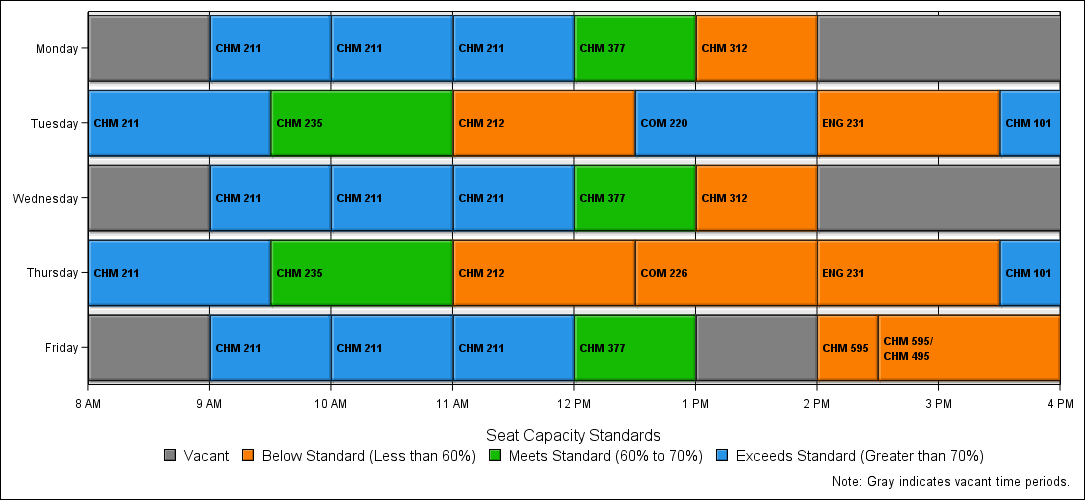 Monday
CHM 211
CHM 211
CHM 211
CHM 377
CHM 312
Tuesday
CHM 211
CHM 235
CHM 212
COM 220
ENG 231
CHM 101
Wednesday
CHM 211
CHM 211
CHM 211
CHM 377
CHM 312
Thursday
CHM 211
CHM 235
CHM 212
COM 226
ENG 231
CHM 101
Friday
CHM 211
CHM 211
CHM 211
CHM 377
CHM 595
CHM 595/
CHM 495
8 AM
9 AM
10 AM
11 AM
12 PM
1 PM
2 PM
3 PM
4 PM
Seat Capacity Standards
Vacant
Below Standard (Less than 60%)
Meets Standard (60% to 70%)
Exceeds Standard (Greater than 70%)
Note: Gray indicates vacant time periods.